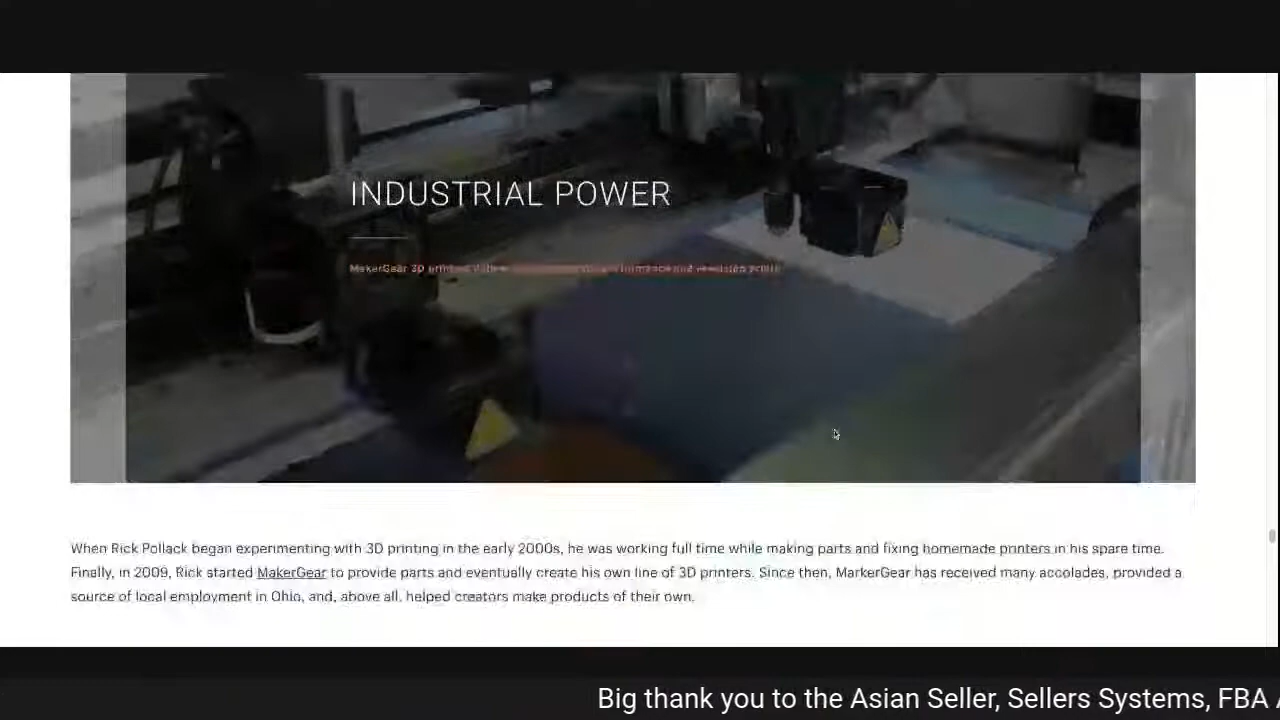 INDUSTRIAL POWER
MakerGear 3D
When Rick Pollack began experimenting with 3D printing in the early 2000s, he was working full time while making parts and fixing homemade printers in his spare time.
Finally, in 2009, Rick started MakerGear to provide parts and eventually create his own line of 3D printers. Since then, MarkerGear has received many accolades, provided a
source of local employment in Ohio, and, above all, helped creators make products of their own.
Big thank you to the Asian Seller, Sellers Systems, FBA